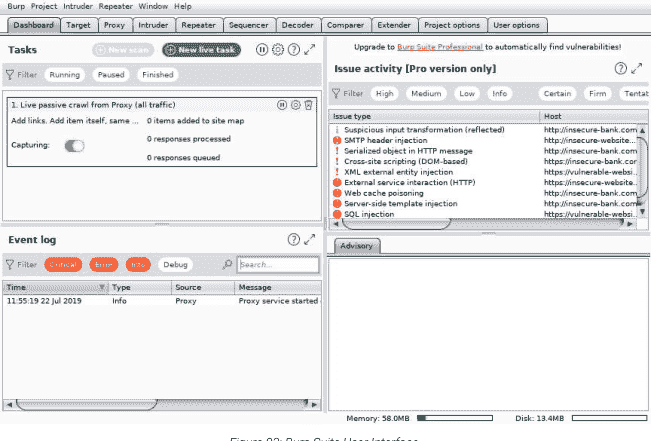 Burp Project Intruder Repeater Window Help
Dashboard Target Proxy Intruder Repeater Sequencer Decoder Comparer Extender Project options User options
Tasks
New scan
New live task
Filter Running Paused Finished
1. Live passive crawl from Proxy (all traffic)
Add links. Add item itself, same ... 0 items added to site map
0 responses processed
Capturing:
0 responses queued
Event log
Filter Critical Error Info Debug Search...
Time Type Source Message
11:55:19 22 Jul 2019 Info Proxy Proxy service started
Upgrade to Burp Suite Professional to automatically find vulnerabilities!
Issue activity [Pro version only]
Filter High Medium Low Info Certain Firm Tentat
Issue type Host
Suspicious input transformation (reflected) http://insecure-bank.com
SMTP header injection http://insecure-website...
Serialized object in HTTP message http://insecure-bank.com
Cross-site scripting (DOM-based) http://insecure-bank.com
XML external entity injection https://vulnerable-websi..
External service interaction (HTTP) http://insecure-website..
Web cache poisoning http://insecure-bank.com
Server-side template injection http://insecure-bank.com
SQL injection https://vulnerable-websi..
Advisory
Memory: 58.0MB Disk: 13.4MB